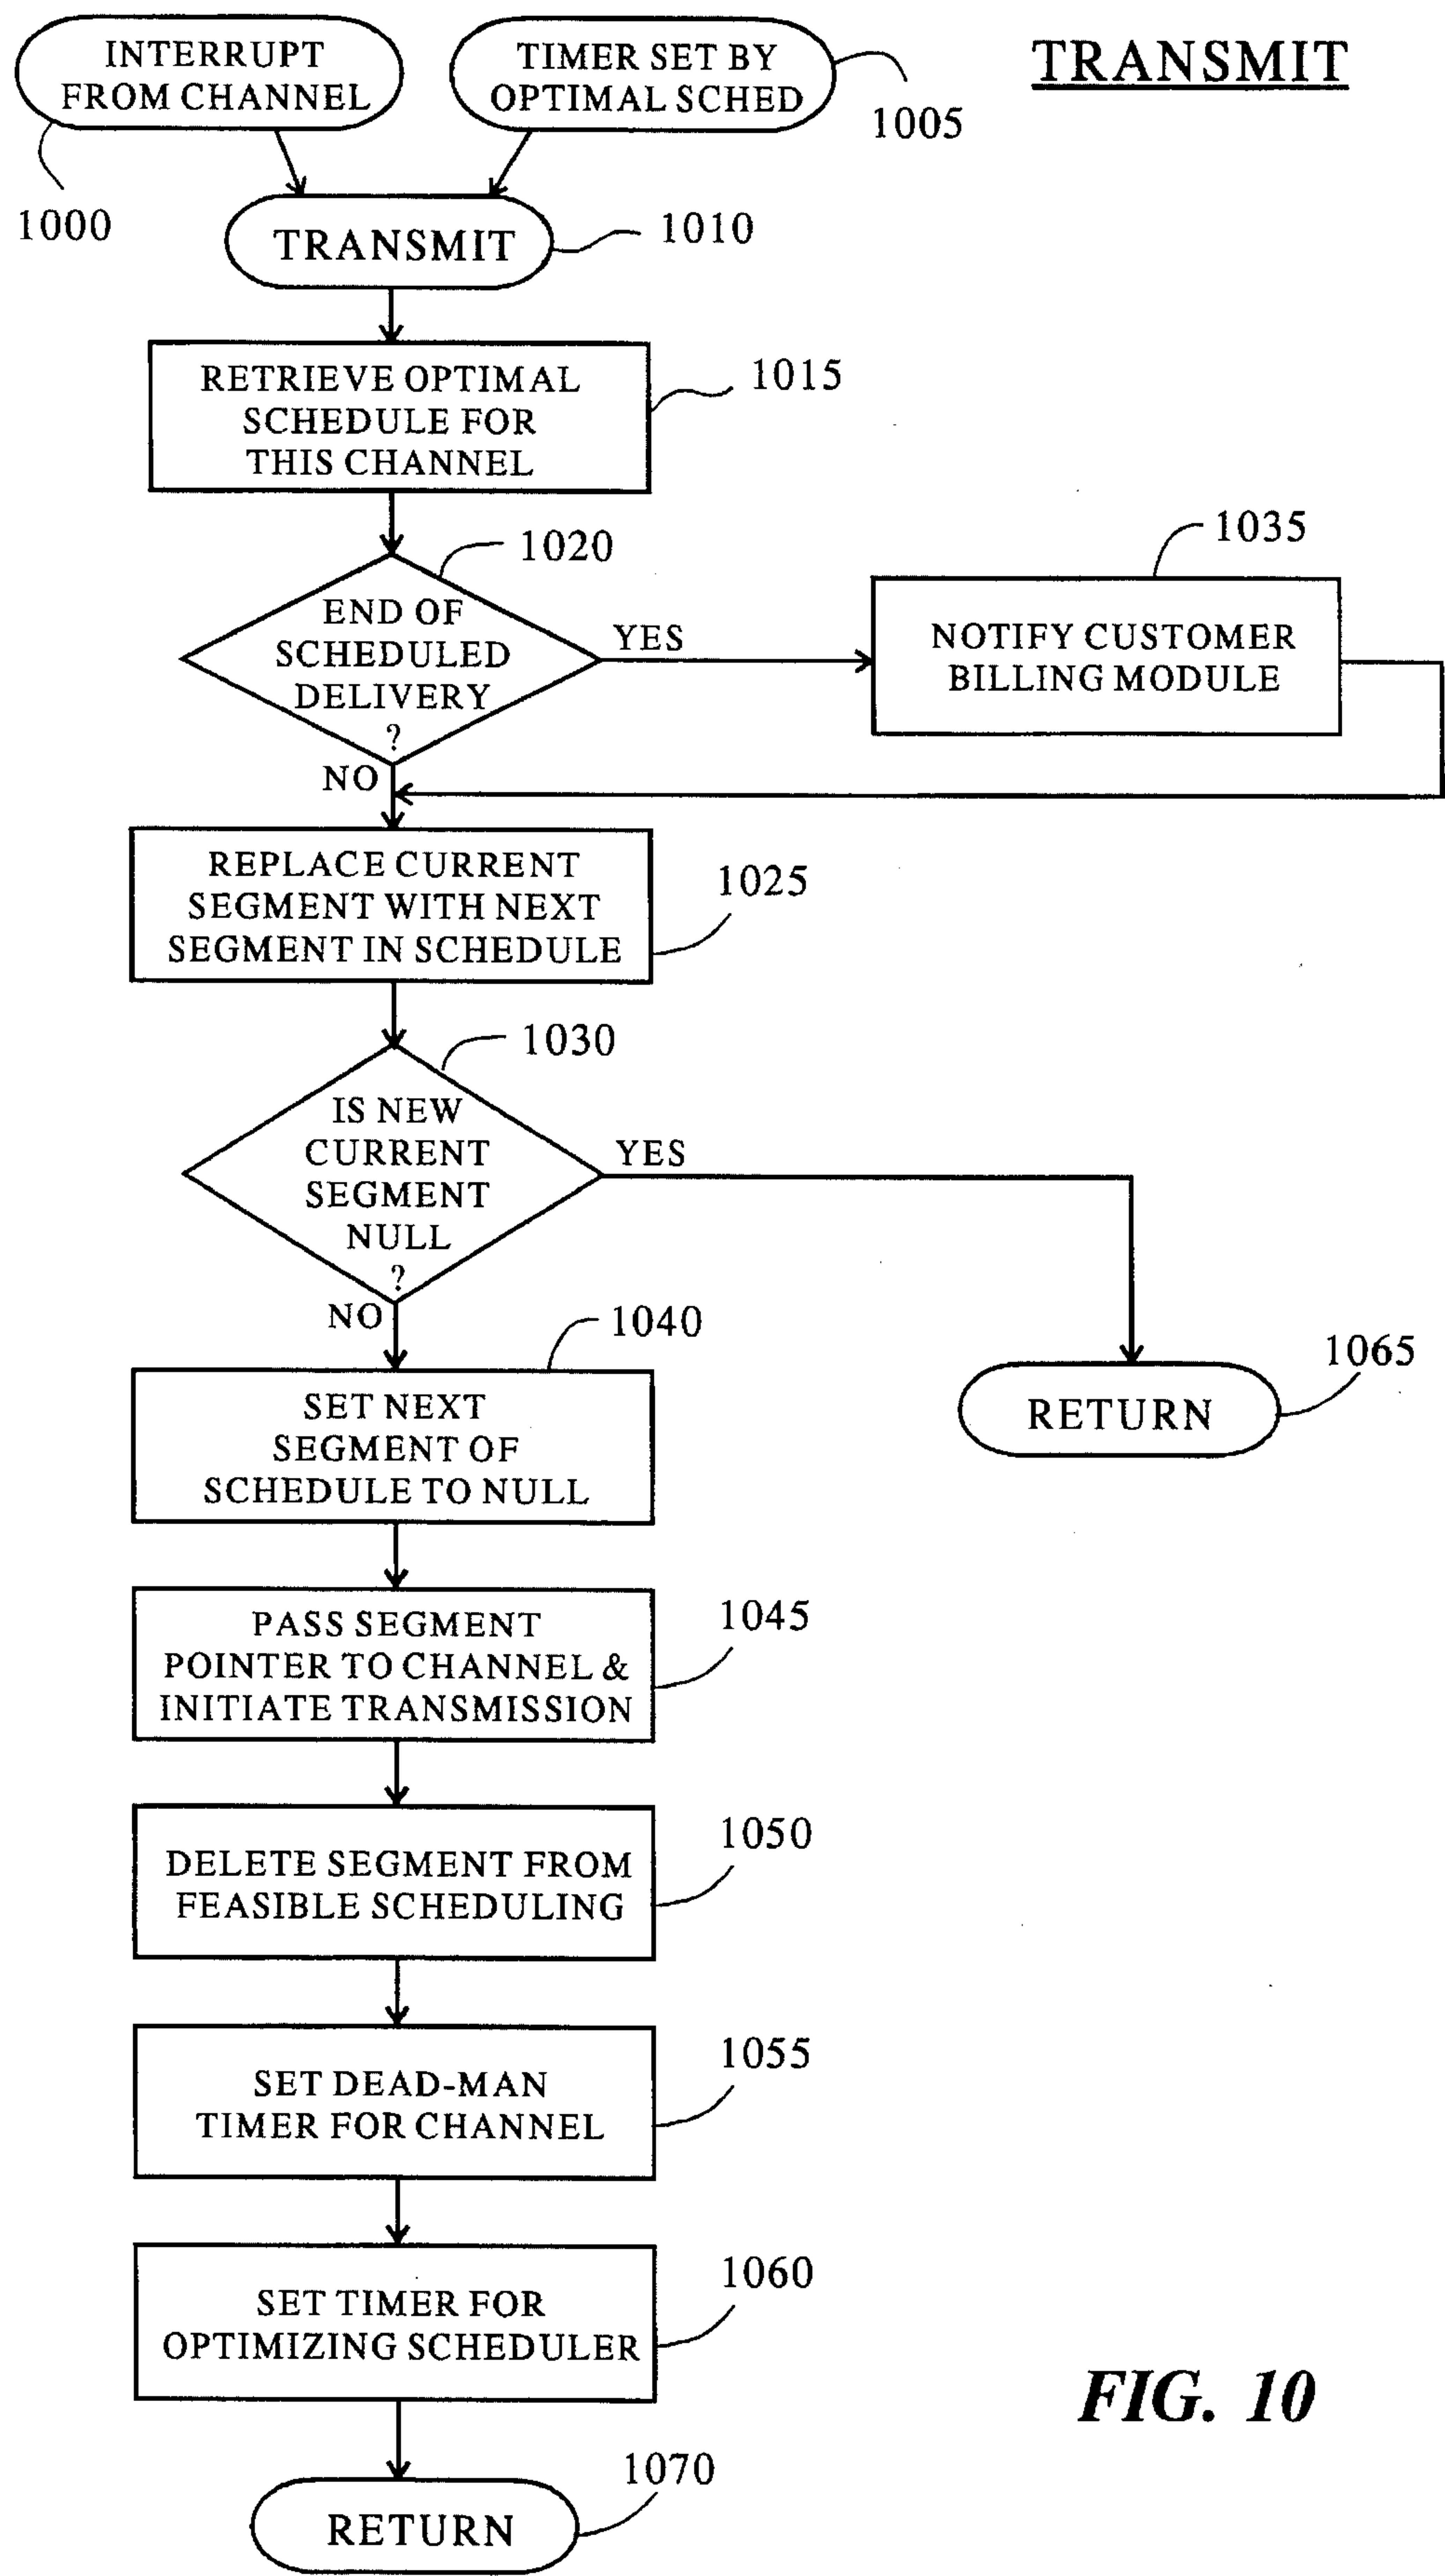 TRANSMIT
INTERRUPT
FROM CHANNEL
1000
TIMER SET BY
OPTIMAL SCHED
1005
TRANSMIT
1010
RETRIEVE OPTIMAL
SCHEDULE FOR
THIS CHANNEL
1015
END OF
SCHEDULED
DELIVERY
?
1020
YES
NO
NOTIFY CUSTOMER
BILLING MODULE
1035
REPLACE CURRENT
SEGMENT WITH NEXT
SEGMENT IN SCHEDULE
1025
IS NEW
CURRENT
SEGMENT
NULL
?
1030
YES
NO
RETURN
1065
SET NEXT
SEGMENT OF
SCHEDULE TO NULL
1040
PASS SEGMENT
POINTER TO CHANNEL &
INITIATE TRANSMISSION
1045
DELETE SEGMENT FROM
FEASIBLE SCHEDULING
1050
SET DEAD-MAN
TIMER FOR CHANNEL
1055
SET TIMER FOR
OPTIMIZING SCHEDULER
1060
RETURN
1070
FIG. 10